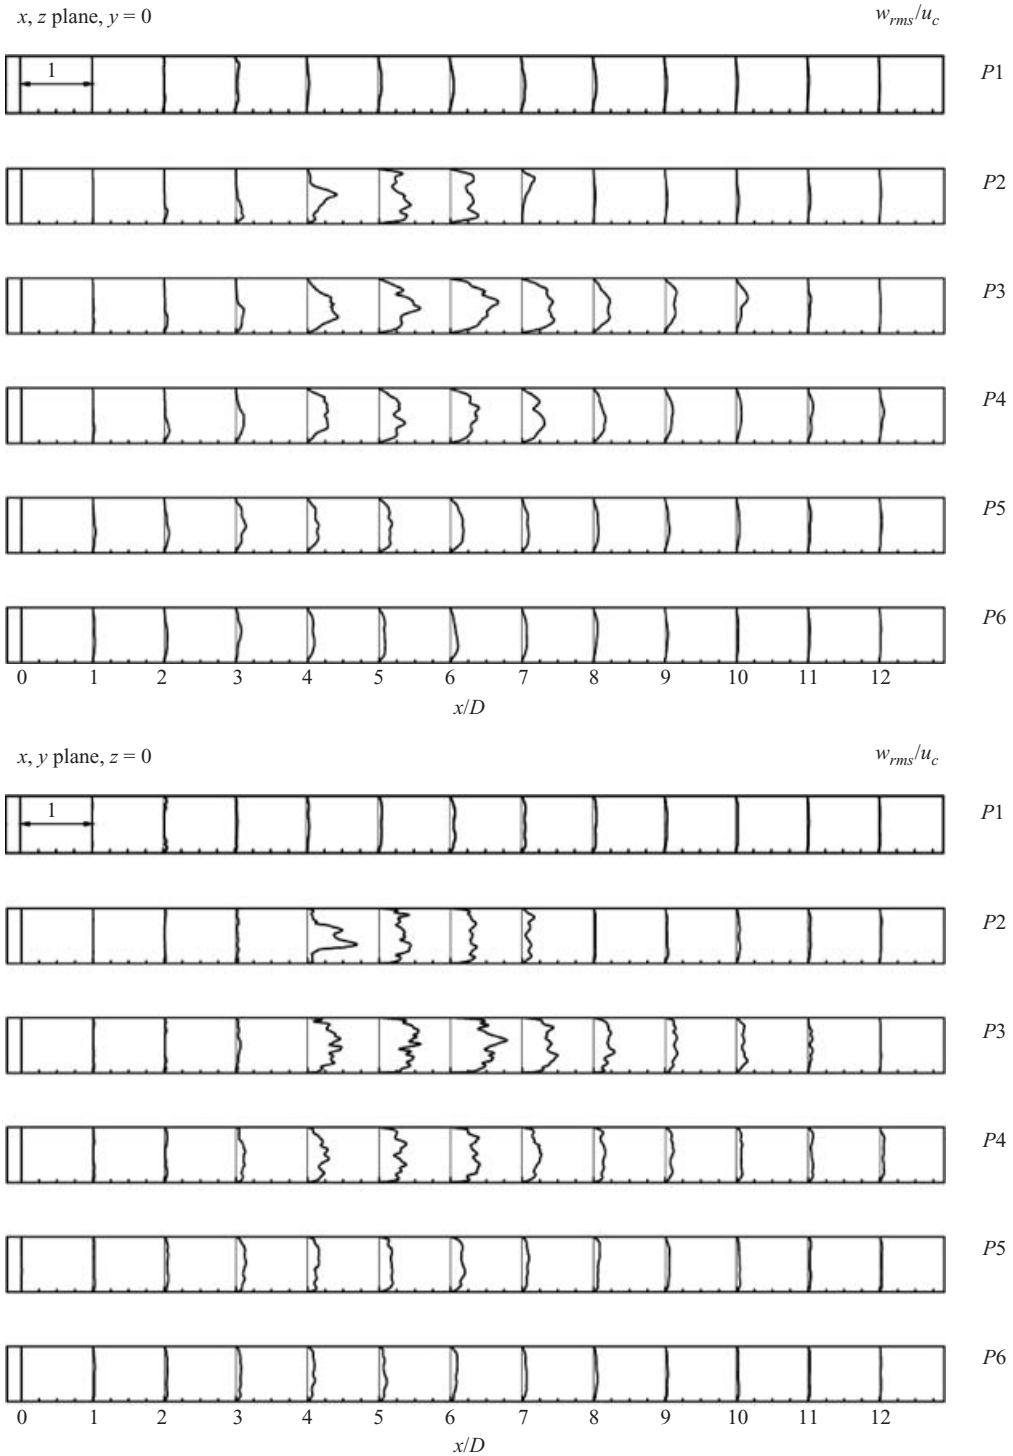 x, z plane, y = 0
w_rms/u_c
1
P1
P2
P3
P4
P5
P6
0 1 2 3 4 5 6 7 8 9 10 11 12
x/D
x, y plane, z = 0
w_rms/u_c
1
P1
P2
P3
P4
P5
P6
0 1 2 3 4 5 6 7 8 9 10 11 12
x/D